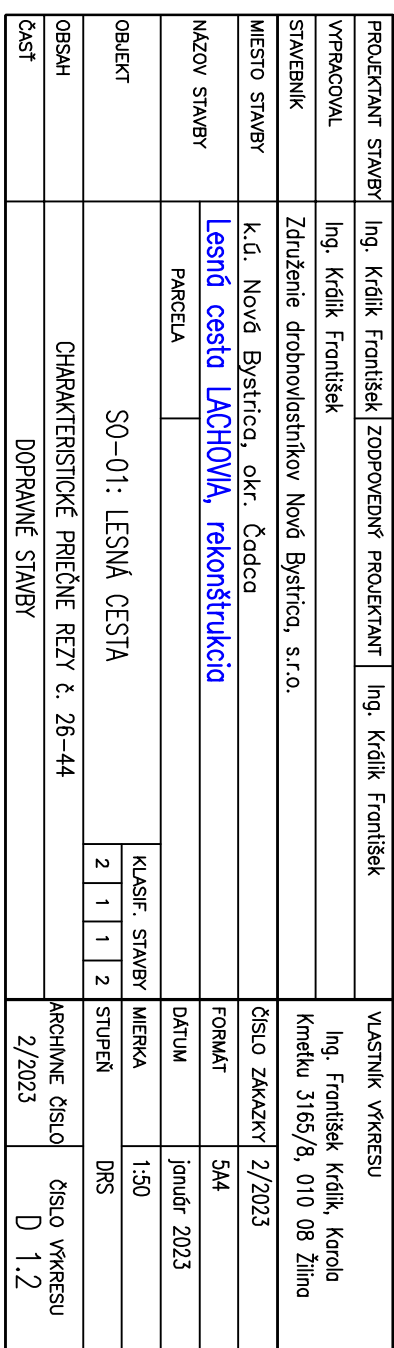 PROJEKTANT STAVBY Ing. Králik František ZODPOVEDNÝ PROJEKTANT Ing. Králik František
VYPRACOVAL Ing. Králik František
STAVEBNÍK Združenie drobnovlastníkov Nová Bystrica, s.r.o.
MIESTO STAVBY k.ú. Nová Bystrica, okr. Čadca
NÁZOV STAVBY Lesná cesta LACHOVIA, rekonštrukcia
PARCELA
OBJEKT SO-01: LESNÁ CESTA
KLASIF. STAVBY
2 1 1 2
OBSAH CHARAKTERISTICKÉ PRIEČNE REZY č. 26-44
ČASŤ DOPRAVNÉ STAVBY
VLASTNÍK VÝKRESU
Ing. František Králik, Karola
Kmeťku 3165/8, 010 08 Žilina
ČÍSLO ZÁKAZKY 2/2023
FORMÁT 5A4
DÁTUM január 2023
MIERKA 1:50
STUPEŇ DRS
ARCHÍVNE ČÍSLO
2/2023
ČÍSLO VÝKRESU
D 1.2